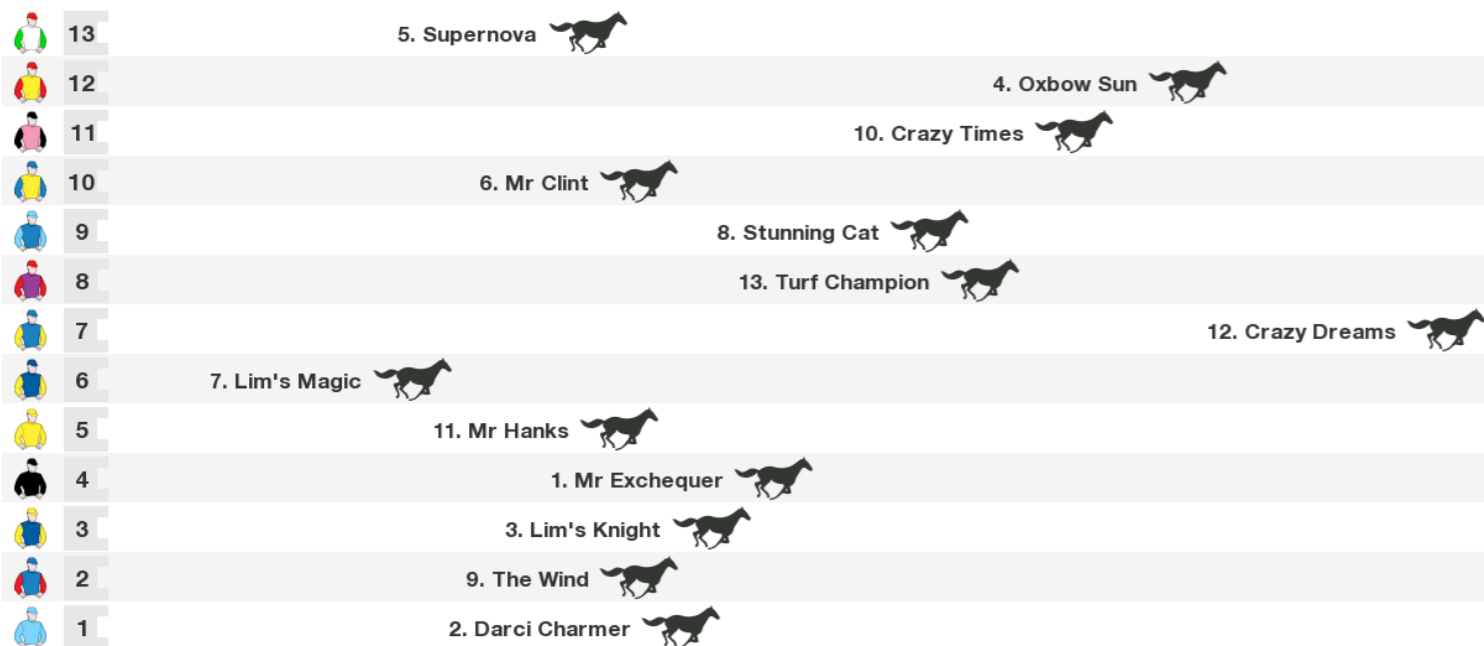 13 5. Supernova
12 4. Oxbow Sun
11 10. Crazy Times
10 6. Mr Clint
9 8. Stunning Cat
8 13. Turf Champion
7 12. Crazy Dreams
6 7. Lim's Magic
5 11. Mr Hanks
4 1. Mr Exchequer
3 3. Lim's Knight
2 9. The Wind
1 2. Darci Charmer